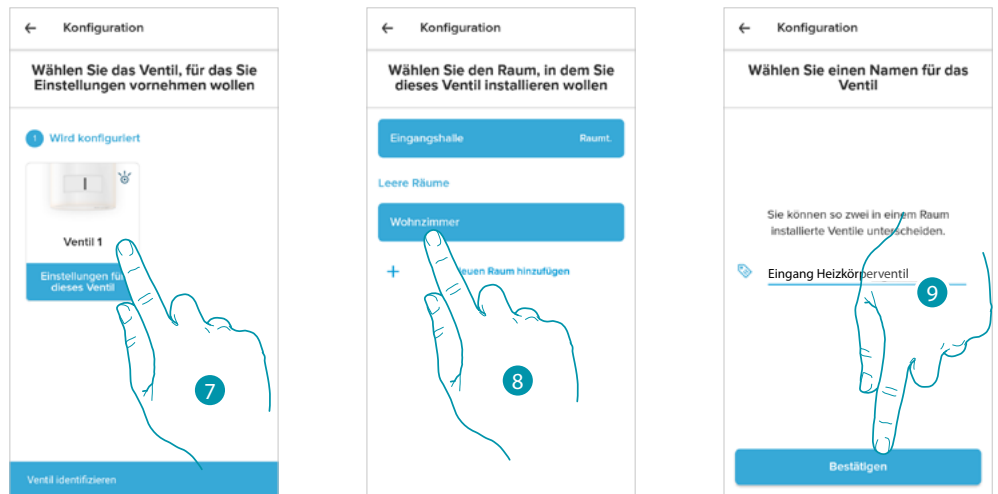 Konfiguration
Wählen Sie das Ventil, für das Sie
Einstellungen vornehmen wollen
1 Wird konfiguriert
Ventil 1
Einstellungen für
dieses Ventil
7
Ventil identifizieren
Konfiguration
Wählen Sie den Raum, in dem Sie
dieses Ventil installieren wollen
Eingangshalle Raumt.
Leere Räume
Wohnzimmer
+ euen Raum hinzufügen
8
Konfiguration
Wählen Sie einen Namen für das
Ventil
Sie können so zwei in einem Raum
installierte Ventile unterscheiden.
Eingang Heizkörperventil
9
Bestätigen